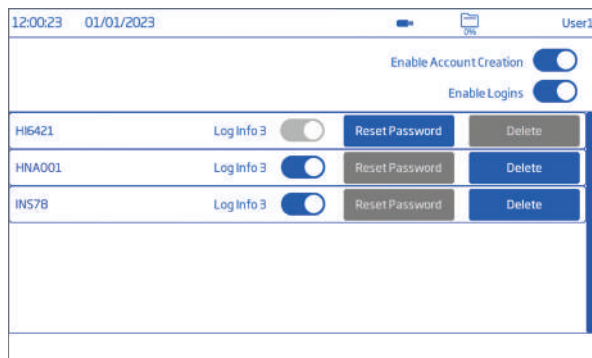 12:00:23 01/01/2023 0% User1
Enable Account Creation
Enable Logins
HI6421 Log Info 3 Reset Password Delete
HNA001 Log Info 3 Reset Password Delete
INS78 Log Info 3 Reset Password Delete